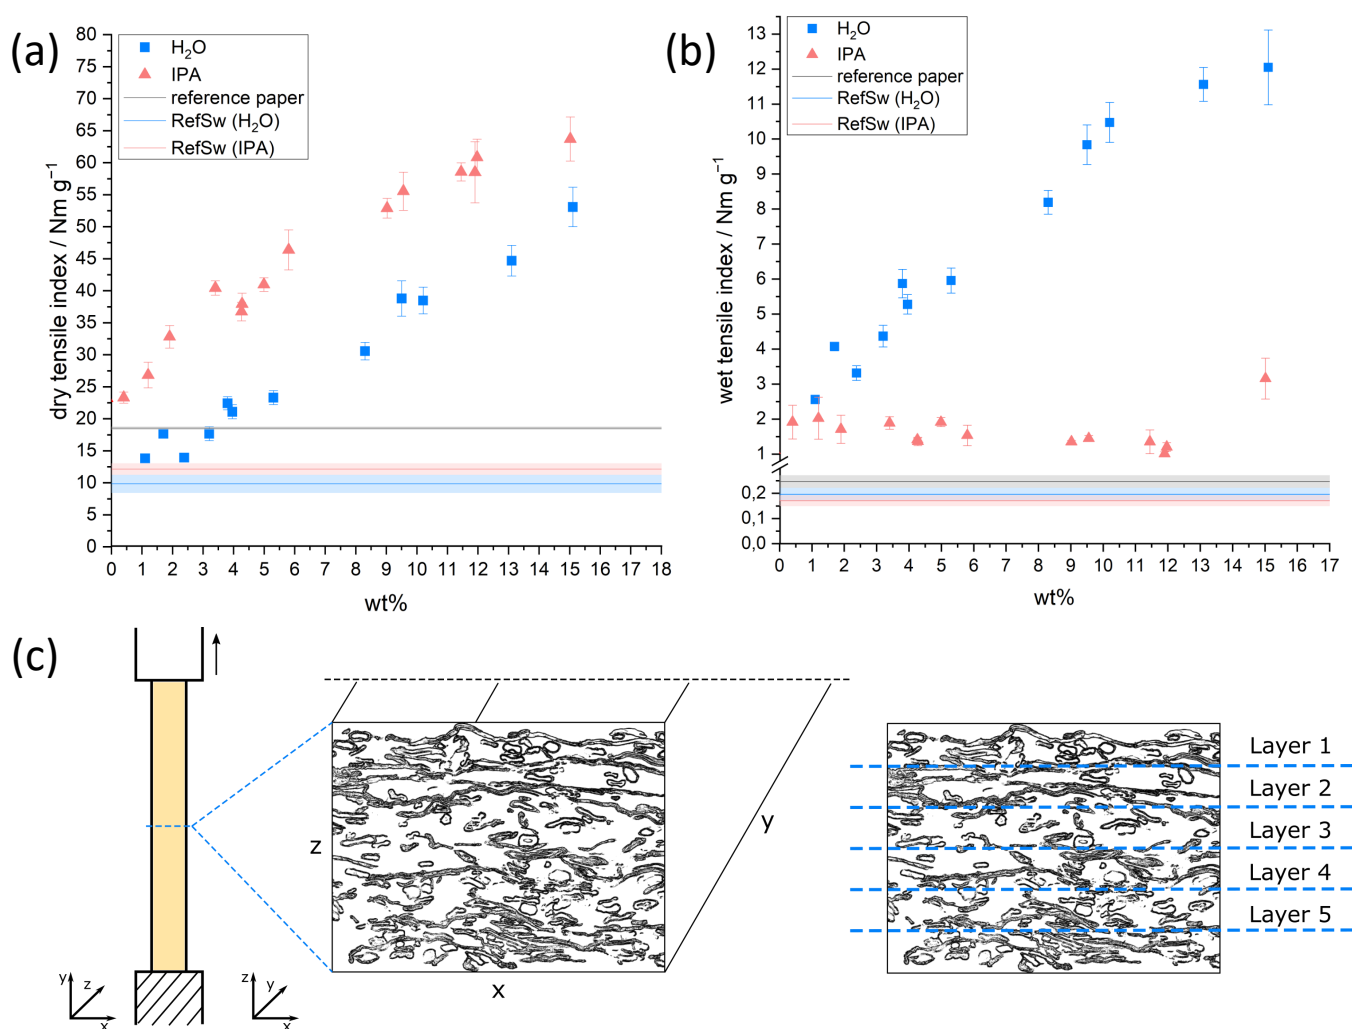 (a)
80
75
70
65
60
55
50
45
40
35
30
25
20
15
10
5
0
dry tensile index / Nm g⁻¹
H₂O
IPA
reference paper
RefSw (H₂O)
RefSw (IPA)
0 1 2 3 4 5 6 7 8 9 10 11 12 13 14 15 16 17 18
wt%
(b)
13
12
11
10
9
8
7
6
5
4
3
2
1
0,2
0,1
0,0
wet tensile index / Nm g⁻¹
H₂O
IPA
reference paper
RefSw (H₂O)
RefSw (IPA)
0 1 2 3 4 5 6 7 8 9 10 11 12 13 14 15 16 17
wt%
(c)
y
z
x
z
y
x
z
x
y
Layer 1
Layer 2
Layer 3
Layer 4
Layer 5